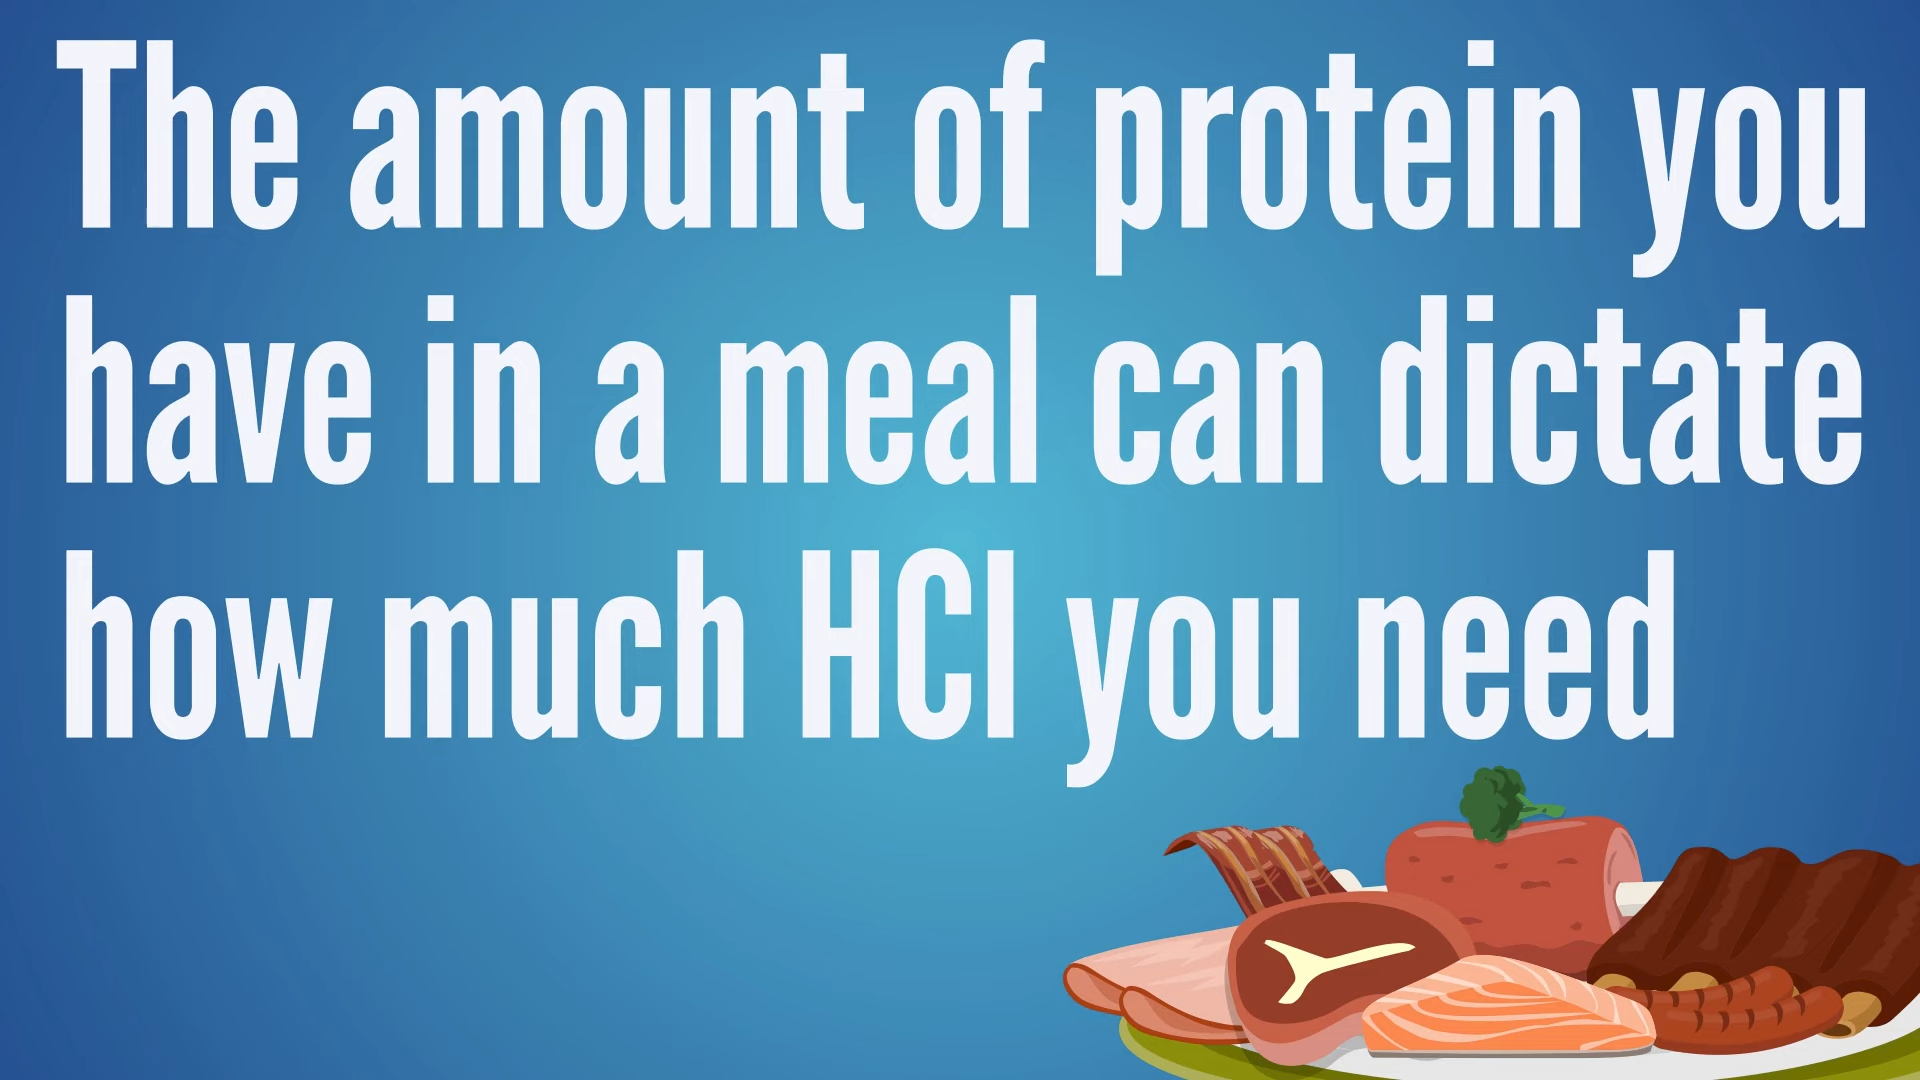 The amount of protein you
have in a meal can dictate
how much HCl you need